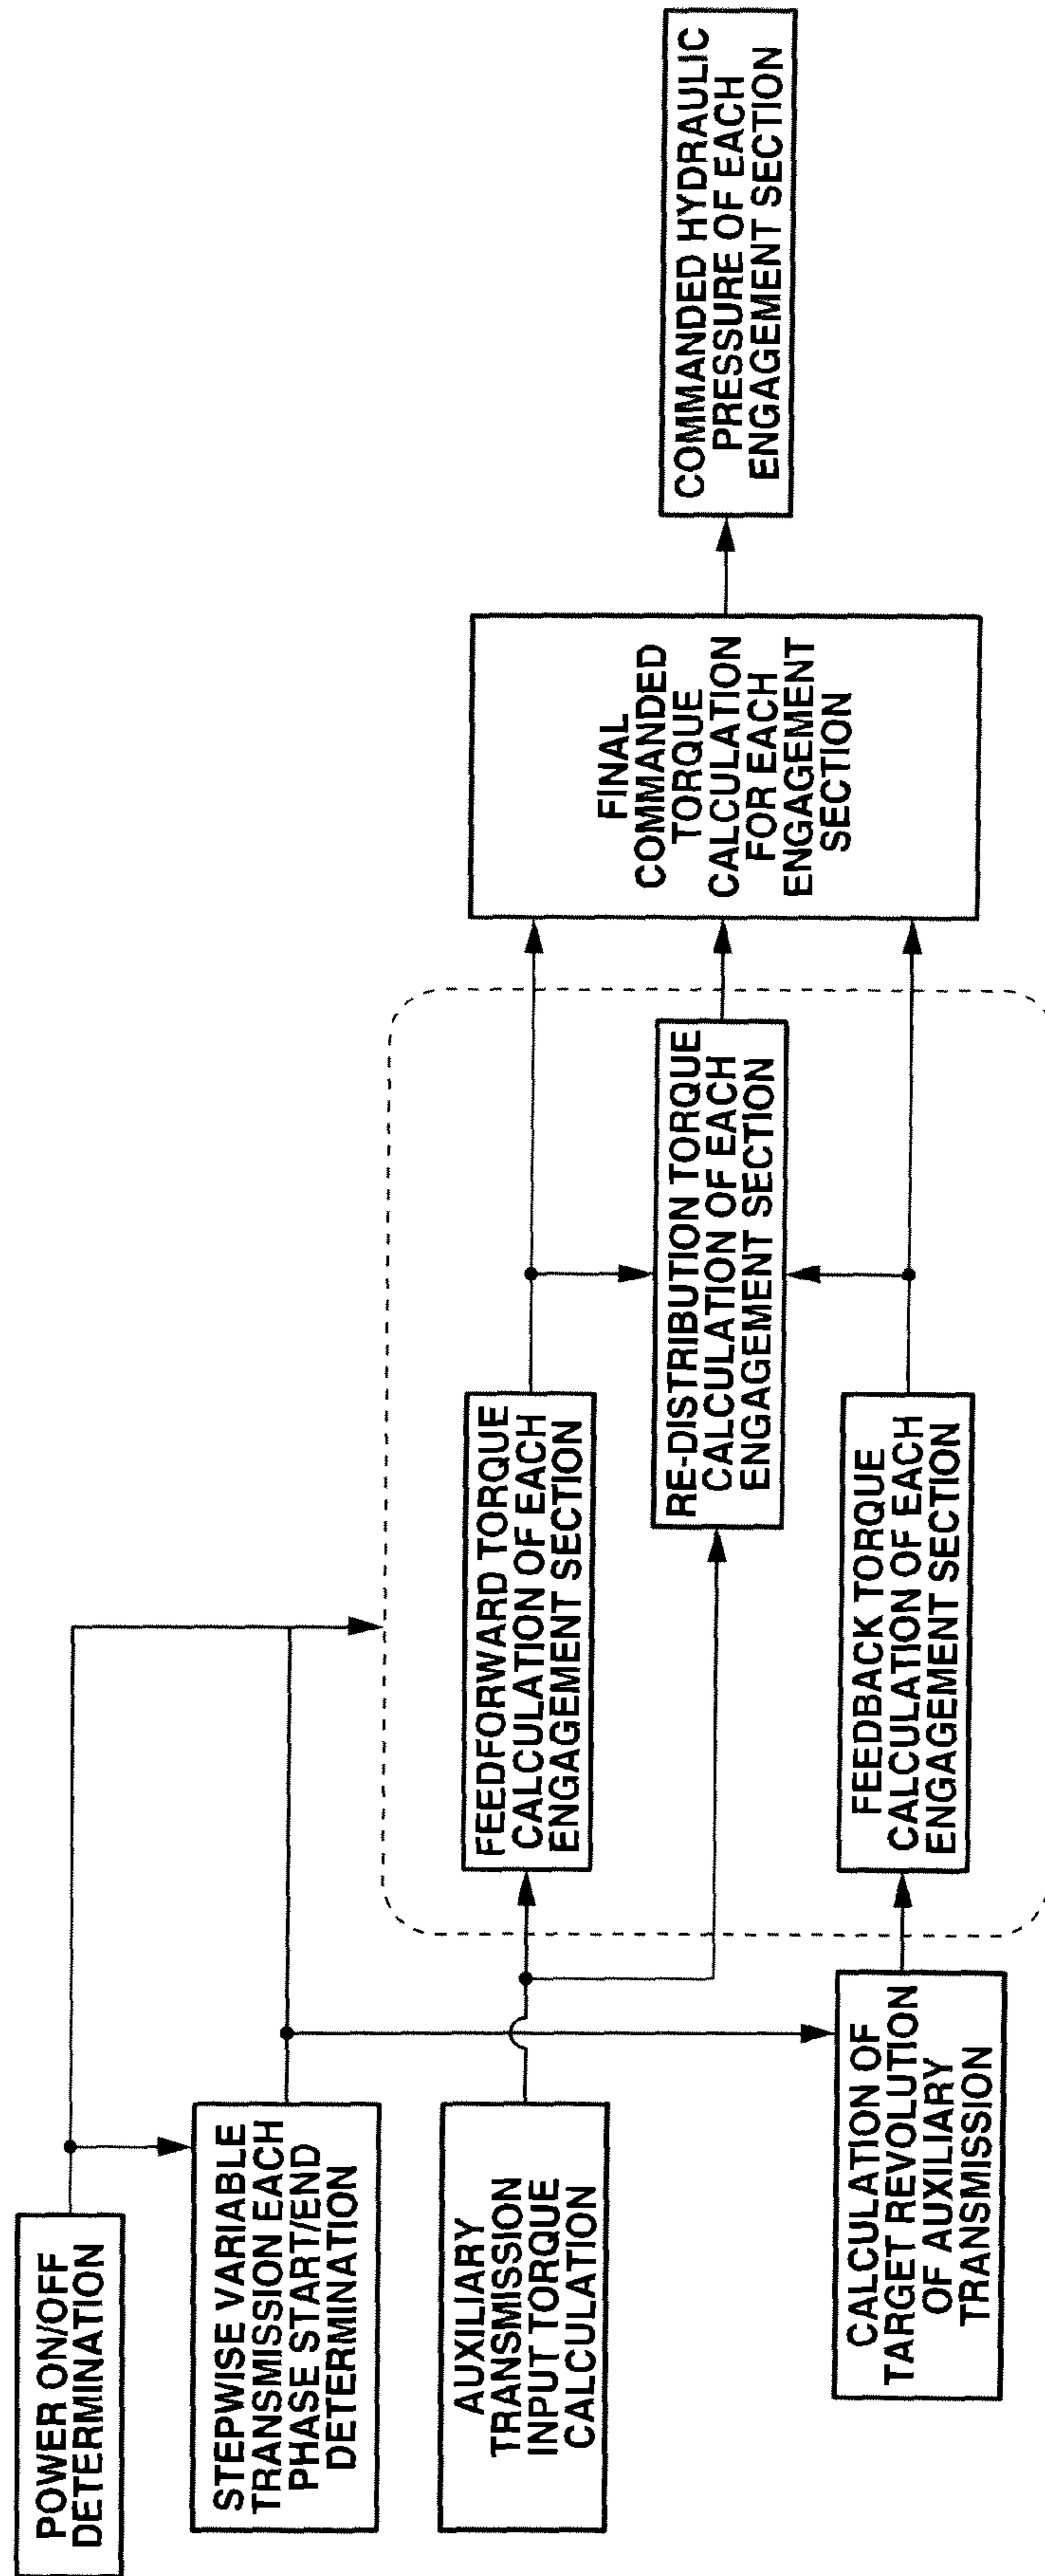 POWER ON/OFF
DETERMINATION
STEPWISE VARIABLE
TRANSMISSION EACH
PHASE START/END
DETERMINATION
AUXILIARY
TRANSMISSION
INPUT TORQUE
CALCULATION
CALCULATION OF
TARGET REVOLUTION
OF AUXILIARY
TRANSMISSION
FEEDFORWARD TORQUE
CALCULATION OF EACH
ENGAGEMENT SECTION
RE-DISTRIBUTION TORQUE
CALCULATION OF EACH
ENGAGEMENT SECTION
FEEDBACK TORQUE
CALCULATION OF EACH
ENGAGEMENT SECTION
FINAL
COMMANDED
TORQUE
CALCULATION
FOR EACH
ENGAGEMENT
SECTION
COMMANDED HYDRAULIC
PRESSURE OF EACH
ENGAGEMENT SECTION